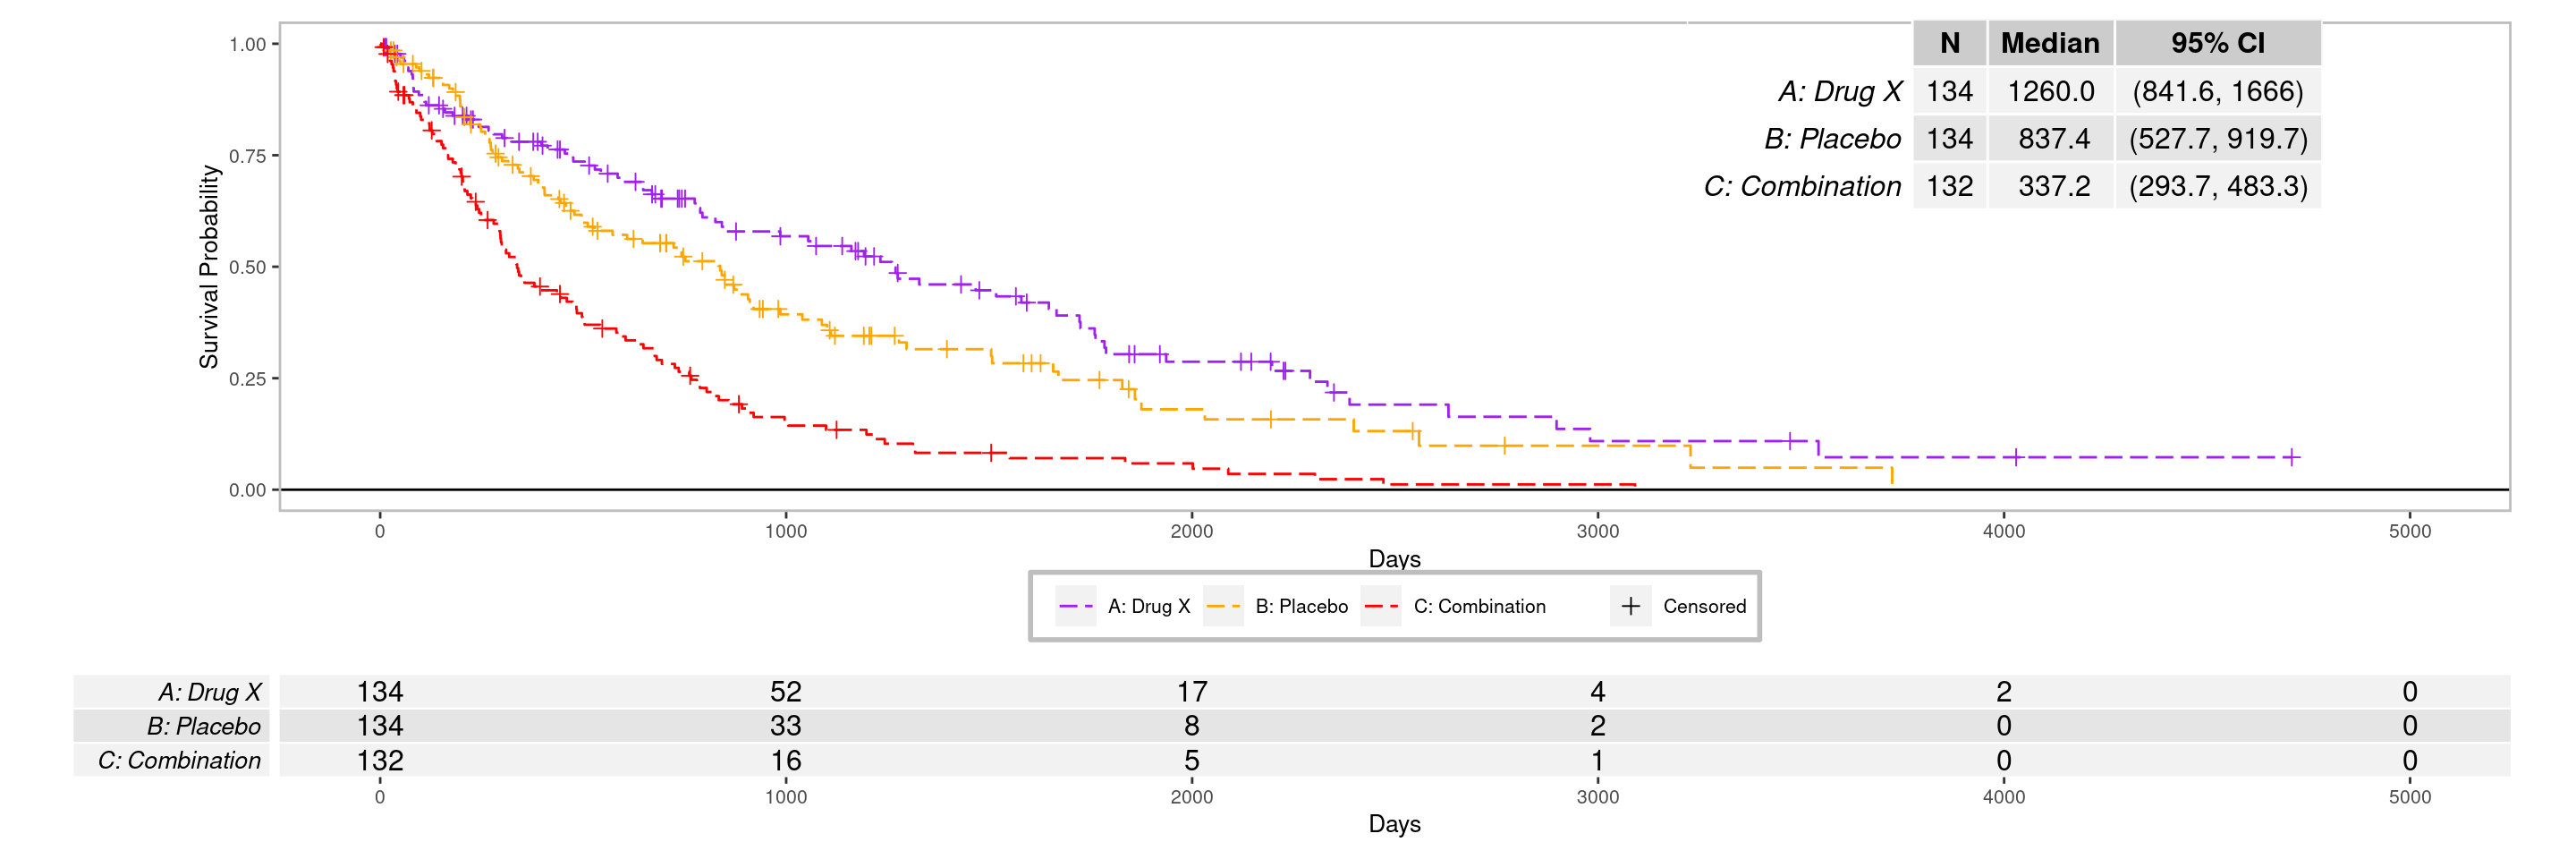 N Median 95% CI
A: Drug X 134 1260.0 (841.6, 1666)
B: Placebo 134 837.4 (527.7, 919.7)
C: Combination 132 337.2 (293.7, 483.3)
Survival Probability
1.00
0.75
0.50
0.25
0.00
0 1000 2000 3000 4000 5000
Days
A: Drug X B: Placebo C: Combination Censored
A: Drug X 134 52 17 4 2 0
B: Placebo 134 33 8 2 0 0
C: Combination 132 16 5 1 0 0
0 1000 2000 3000 4000 5000
Days